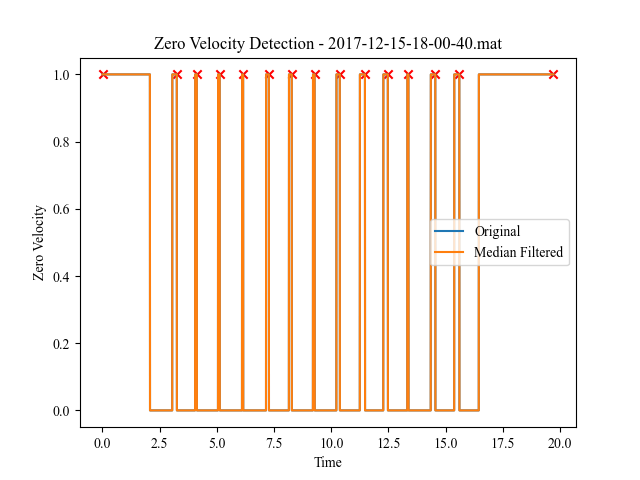 Zero Velocity Detection - 2017-12-15-18-00-40.mat
1.0
0.8
0.6
0.4
0.2
0.0
Zero Velocity
Original
Median Filtered
0.0 2.5 5.0 7.5 10.0 12.5 15.0 17.5 20.0
Time